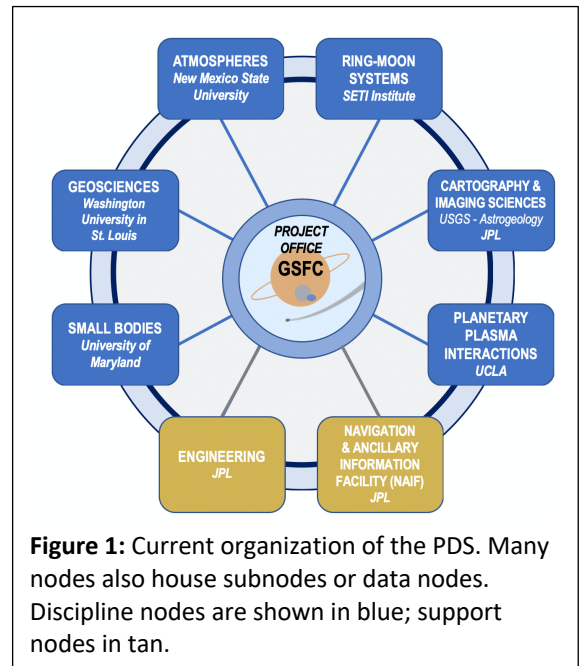 ATMOSPHERES
New Mexico State
University
RING-MOON
SYSTEMS
SETI Institute
GEOSCIENCES
Washington
University in
St. Louis
CARTOGRAPHY &
IMAGING SCIENCES
USGS - Astrogeology
JPL
PROJECT
OFFICE
GSFC
SMALL BODIES
University of
Maryland
PLANETARY
PLASMA
INTERACTIONS
UCLA
ENGINEERING
JPL
NAVIGATION
& ANCILLARY
INFORMATION
FACILITY (NAIF)
JPL
Figure 1: Current organization of the PDS. Many
nodes also house subnodes or data nodes.
Discipline nodes are shown in blue; support
nodes in tan.